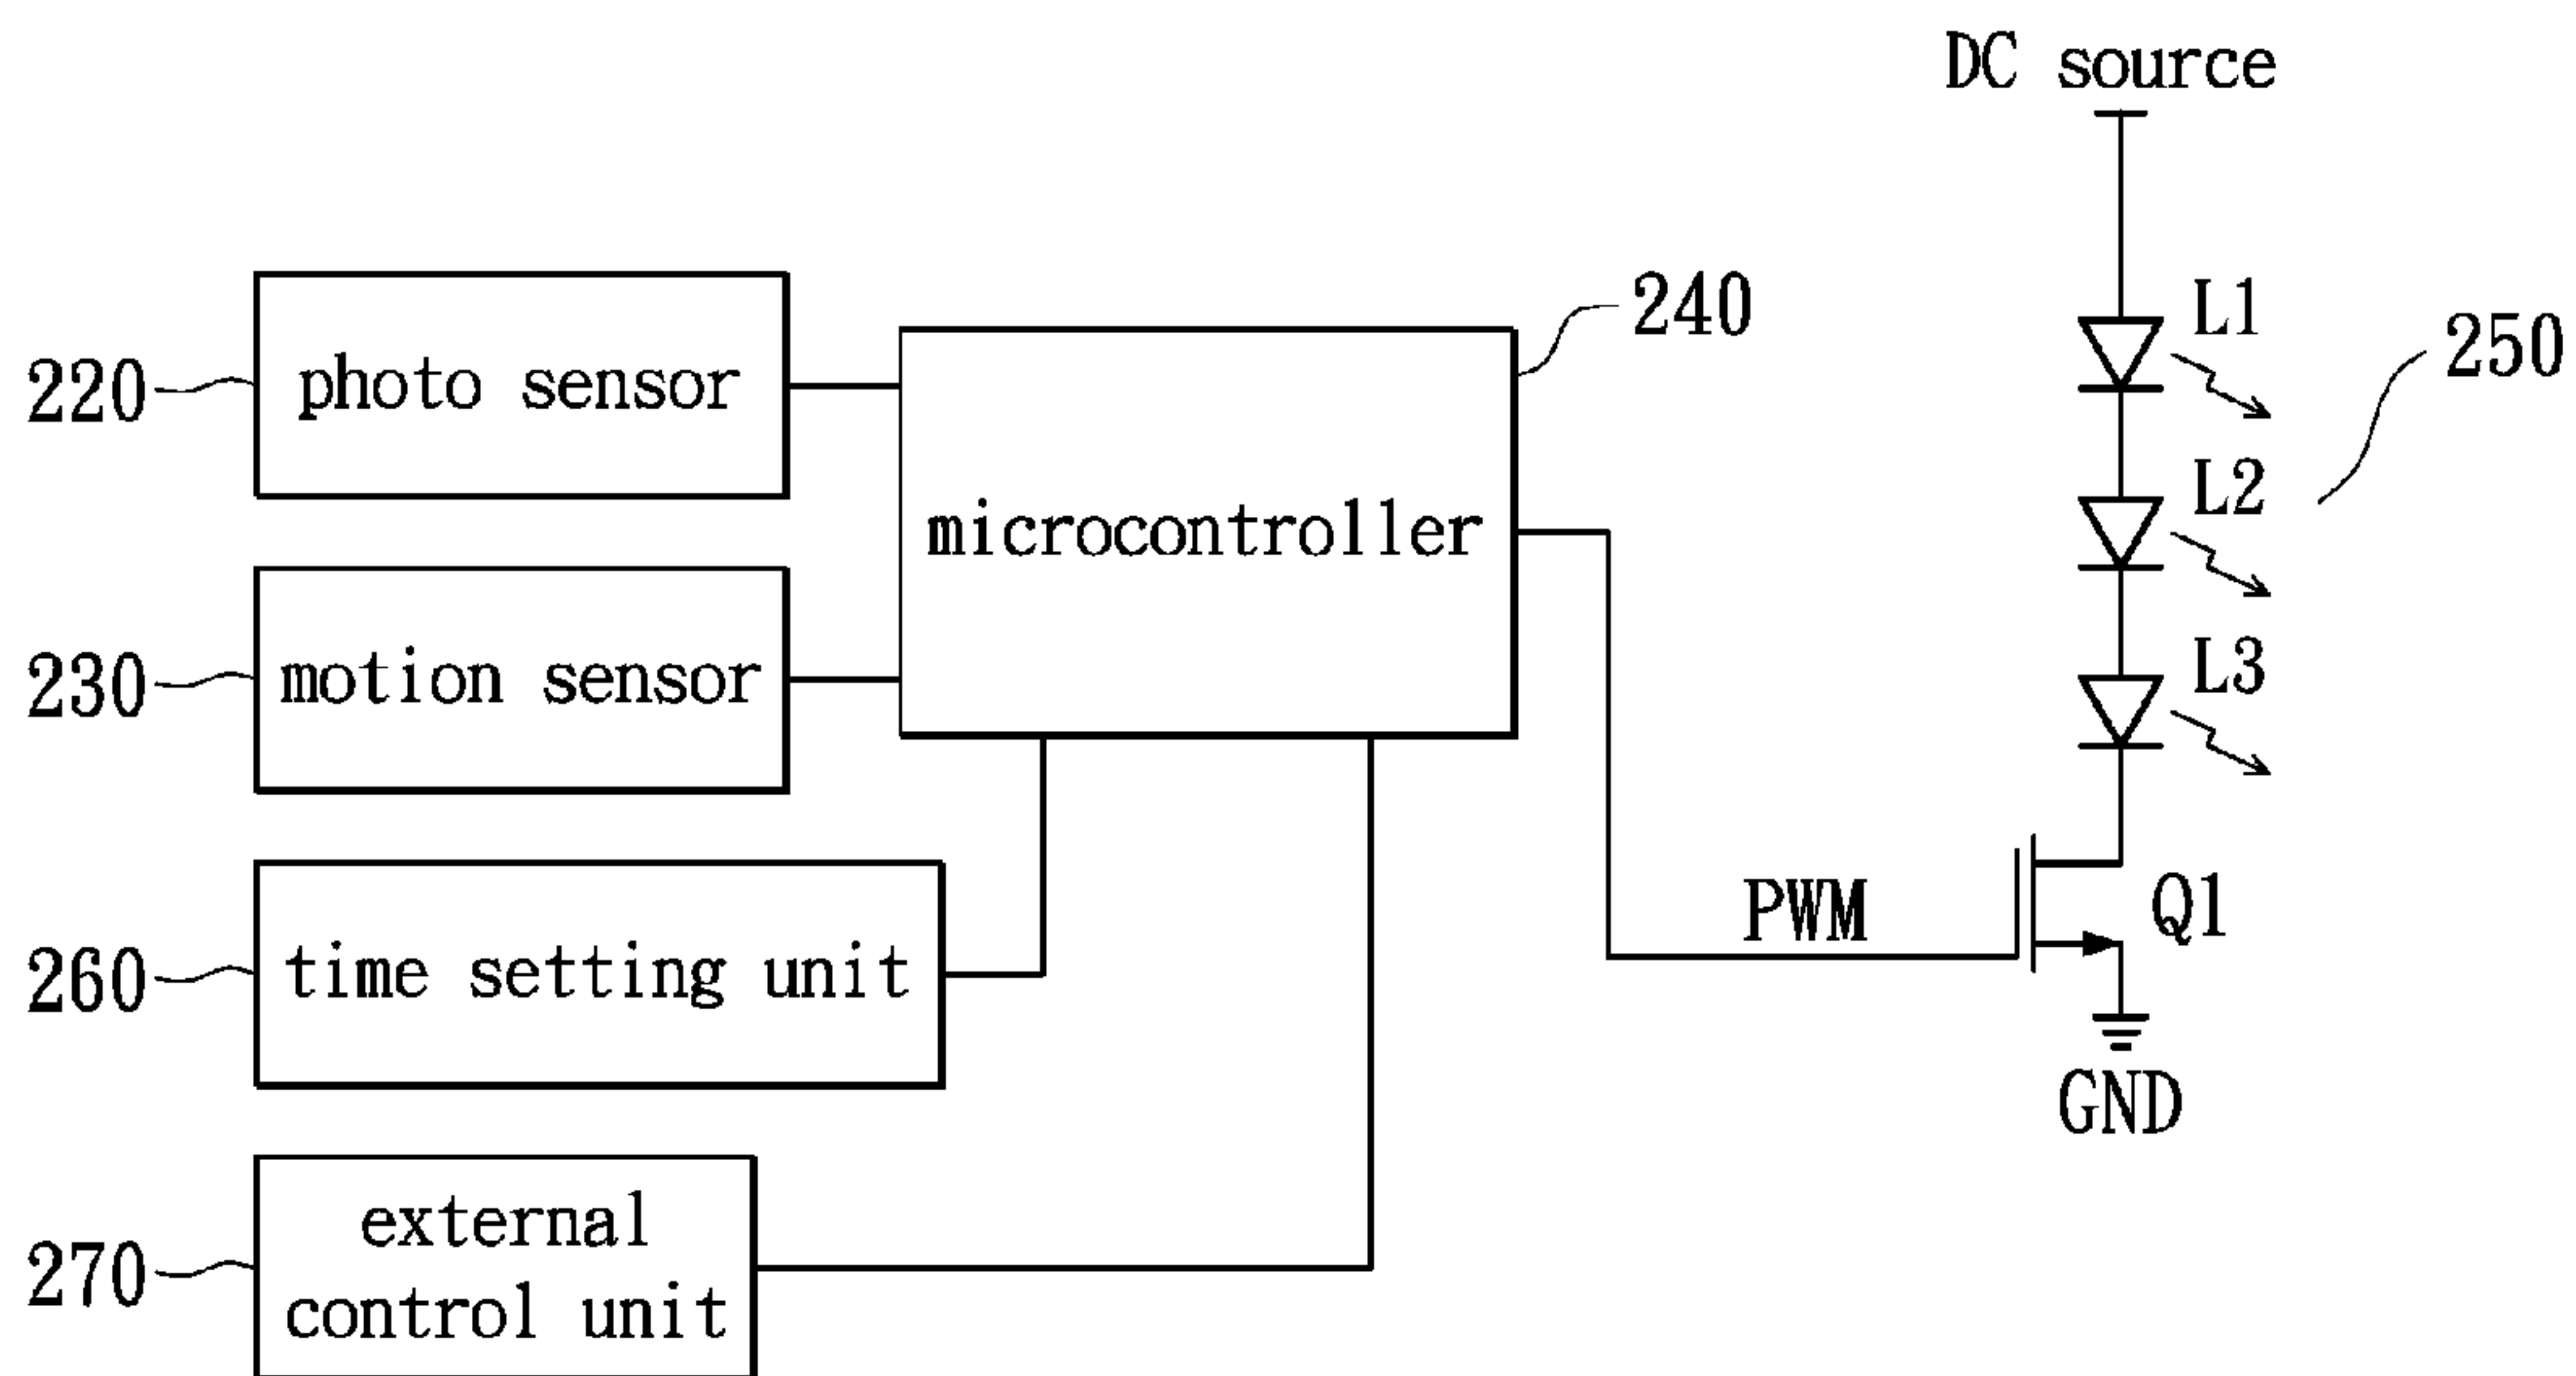 DC source
L1
240
250
220
photo sensor
L2
microcontroller
230
motion sensor
L3
PWM
Q1
260
time setting unit
GND
270
external
control unit